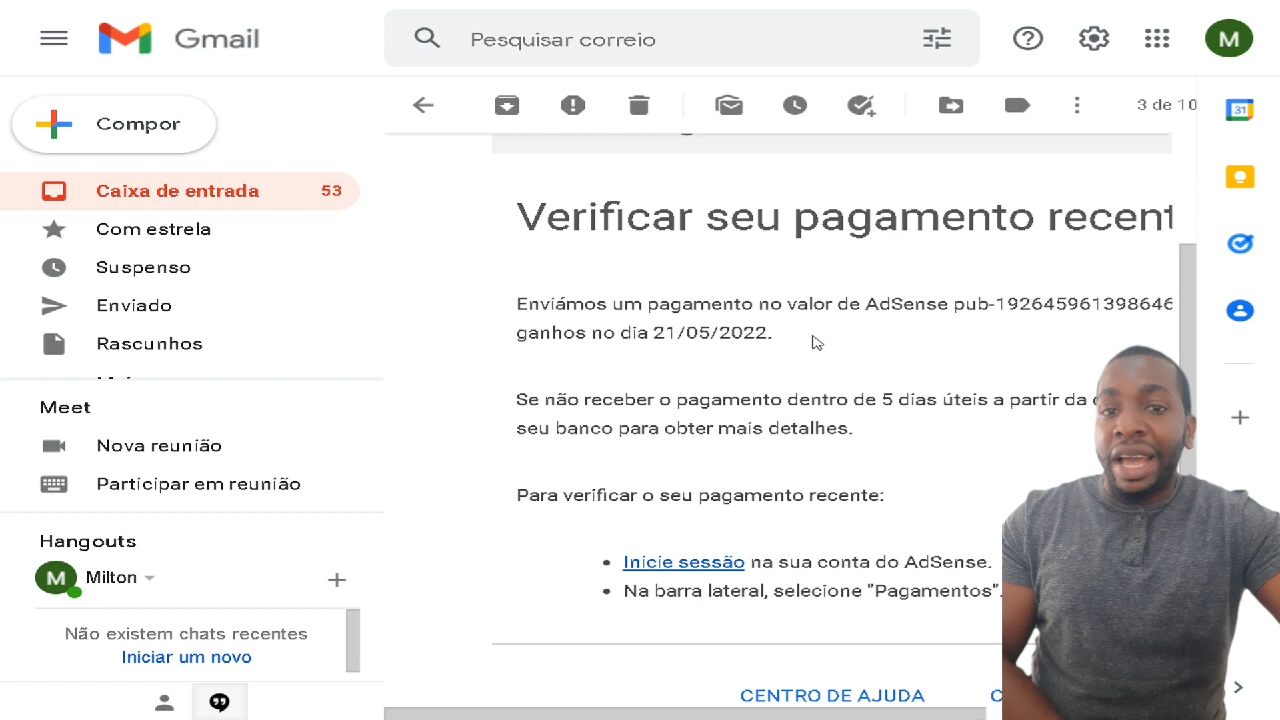 Gmail
Pesquisar correio
M
Compor
3 de 10
31
Caixa de entrada 53
Com estrela
Suspenso
Enviado
Rascunhos
Verificar seu pagamento recent
Enviámos um pagamento no valor de AdSense pub-192645961398646
ganhos no dia 21/05/2022.
Se não receber o pagamento dentro de 5 dias úteis a partir da
seu banco para obter mais detalhes.
Para verificar o seu pagamento recente:
• Inicie sessão na sua conta do AdSense.
• Na barra lateral, selecione "Pagamentos".
CENTRO DE AJUDA
Meet
Nova reunião
Participar em reunião
Hangouts
M Milton
Não existem chats recentes
Iniciar um novo